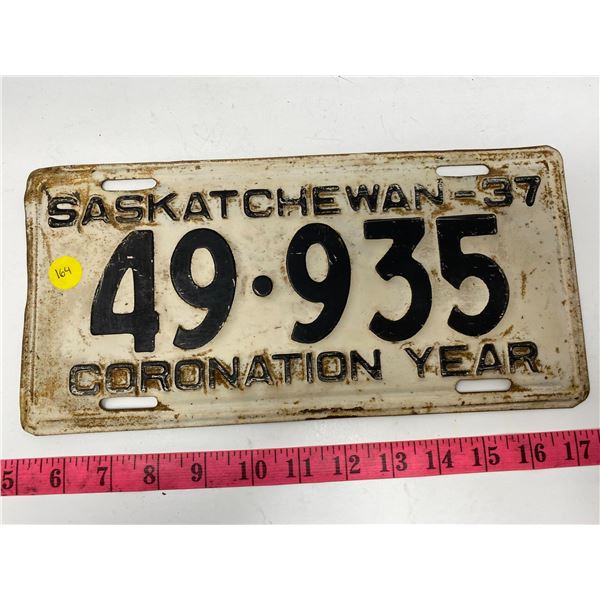 SASKATCHEWAN-37
164
49·935
CORONATION YEAR
5 6 7 8 9 10 11 12 13 14 15 16 17